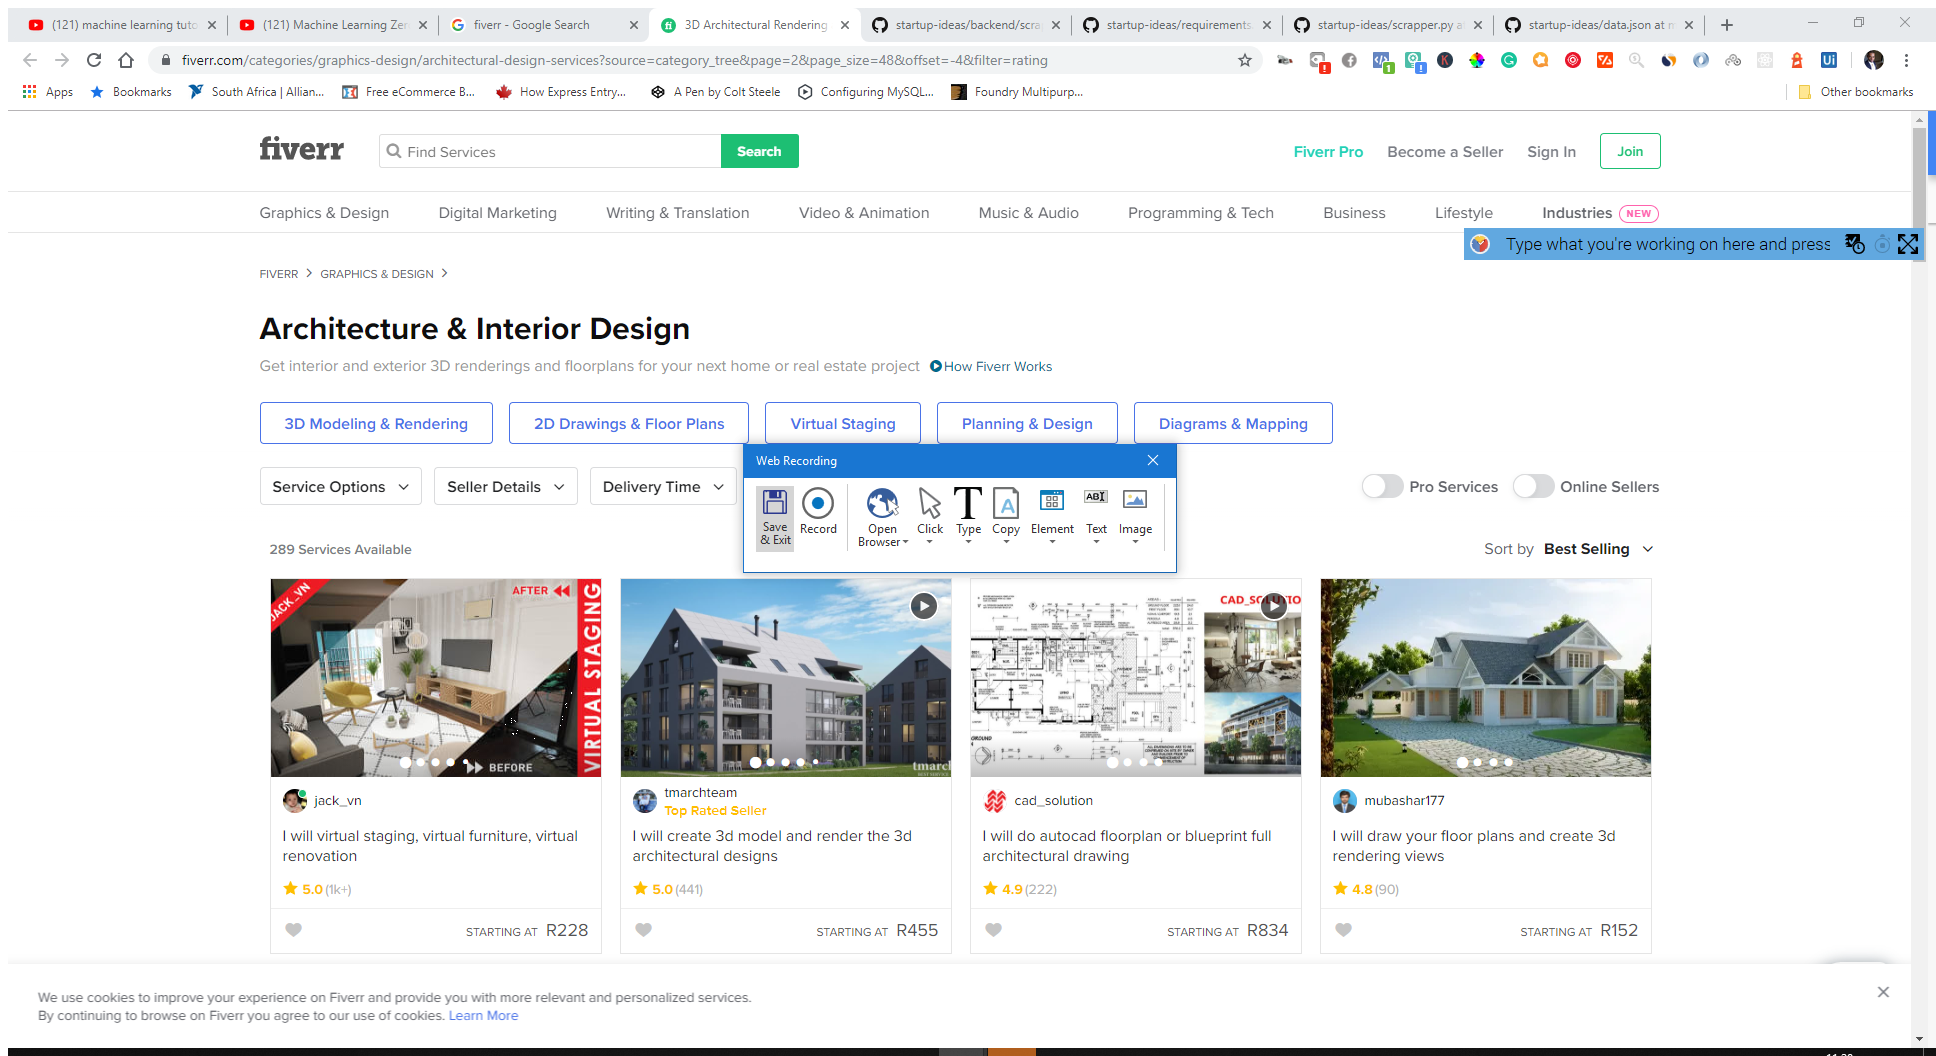 (121) machine learning tuto
(121) Machine Learning Zer
fiverr - Google Search
3D Architectural Rendering
startup-ideas/backend/scra
startup-ideas/requirements
startup-ideas/scrapper.py a
startup-ideas/data.json at m
fiverr.com/categories/graphics-design/architectural-design-services?source=category_tree&page=2&page_size=48&offset=-4&filter=rating
Apps
Bookmarks
South Africa | Allian...
Free eCommerce B...
How Express Entry...
A Pen by Colt Steele
Configuring MySQL...
Foundry Multipurp...
Other bookmarks
fiverr
Find Services
Search
Fiverr Pro
Become a Seller
Sign In
Join
Graphics & Design
Digital Marketing
Writing & Translation
Video & Animation
Music & Audio
Programming & Tech
Business
Lifestyle
Industries NEW
Type what you're working on here and press
FIVERR > GRAPHICS & DESIGN >
Architecture & Interior Design
Get interior and exterior 3D renderings and floorplans for your next home or real estate project
How Fiverr Works
3D Modeling & Rendering
2D Drawings & Floor Plans
Virtual Staging
Planning & Design
Diagrams & Mapping
Web Recording
Save & Exit
Record
Open Browser
Click
Type
Copy
Element
Text
Image
Service Options
Seller Details
Delivery Time
Pro Services
Online Sellers
289 Services Available
Sort by Best Selling
JACK_VN
AFTER
VIRTUAL STAGING
BEFORE
tmarch
CAD_SOLUTIO
jack_vn
I will virtual staging, virtual furniture, virtual
renovation
5.0 (1k+)
STARTING AT R228
tmarchteam
Top Rated Seller
I will create 3d model and render the 3d
architectural designs
5.0 (441)
STARTING AT R455
cad_solution
I will do autocad floorplan or blueprint full
architectural drawing
4.9 (222)
STARTING AT R834
mubashar177
I will draw your floor plans and create 3d
rendering views
4.8 (90)
STARTING AT R152
We use cookies to improve your experience on Fiverr and provide you with more relevant and personalized services.
By continuing to browse on Fiverr you agree to our use of cookies. Learn More